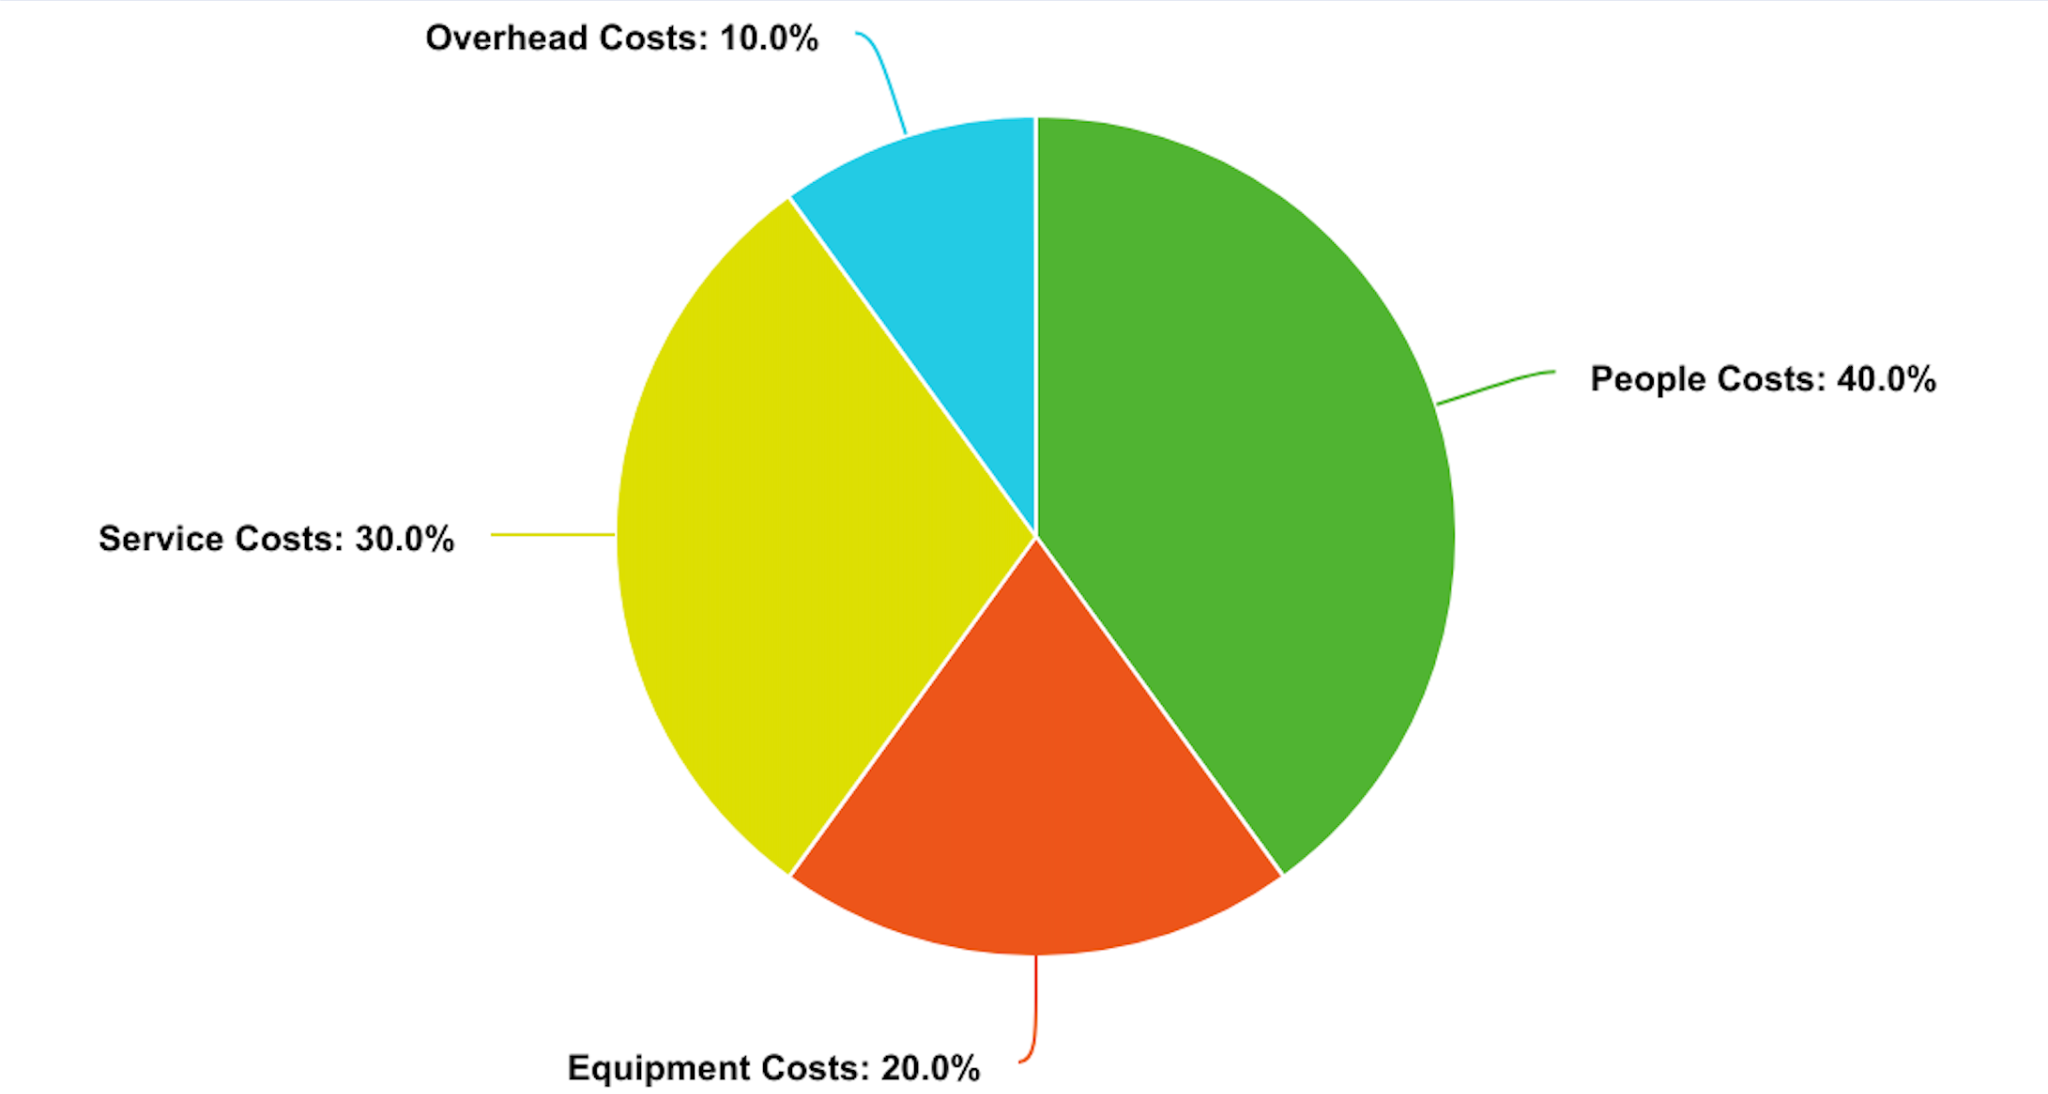 Overhead Costs: 10.0%
People Costs: 40.0%
Service Costs: 30.0%
Equipment Costs: 20.0%